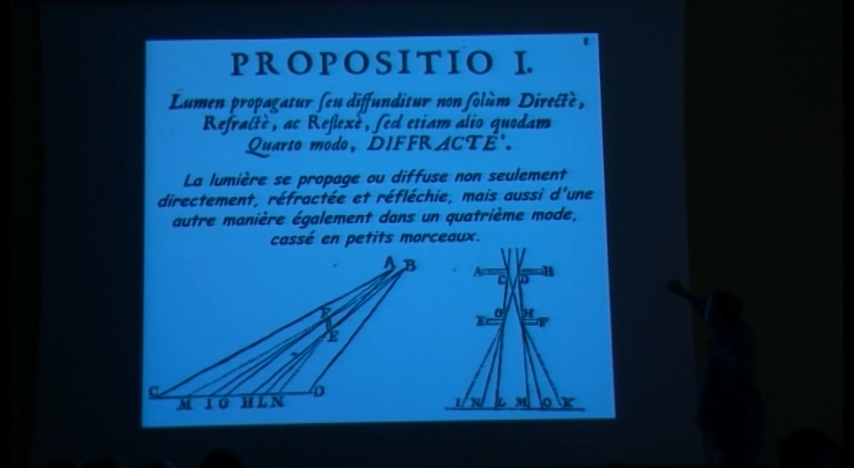 PROPOSITIO I.
Lumen propagatur ſeu diffunditur non ſolùm Directè,
Refractè, ac Reflexè, ſed etiam alio quodam
Quarto modo, DIFFRACTE'.
La lumière se propage ou diffuse non seulement
directement, réfractée et réfléchie, mais aussi d'une
autre manière également dans un quatrième mode,
cassé en petits morceaux.
A B
F
E
C D
M I G H L N
A B
C D
G H
E F
I N L M O K